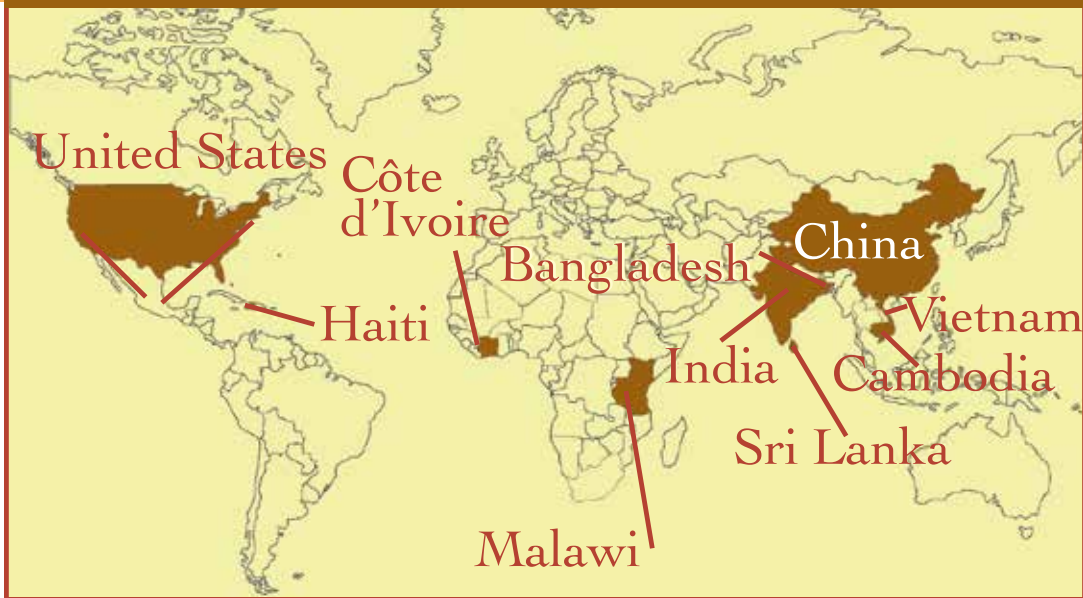 United States
Côte
d'Ivoire
Bangladesh
China
Haiti
Vietnam
India
Cambodia
Sri Lanka
Malawi